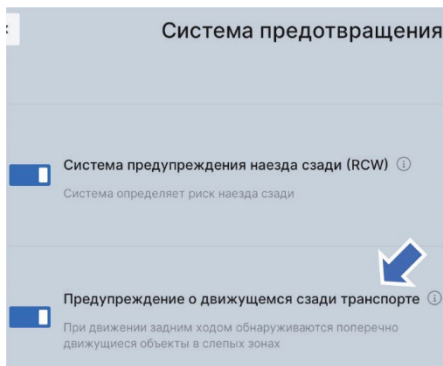 Система предотвращения
Система предупреждения наезда сзади (RCW)
Система определяет риск наезда сзади
Предупреждение о движущемся сзади транспорте
При движении задним ходом обнаруживаются поперечно
движущиеся объекты в слепых зонах